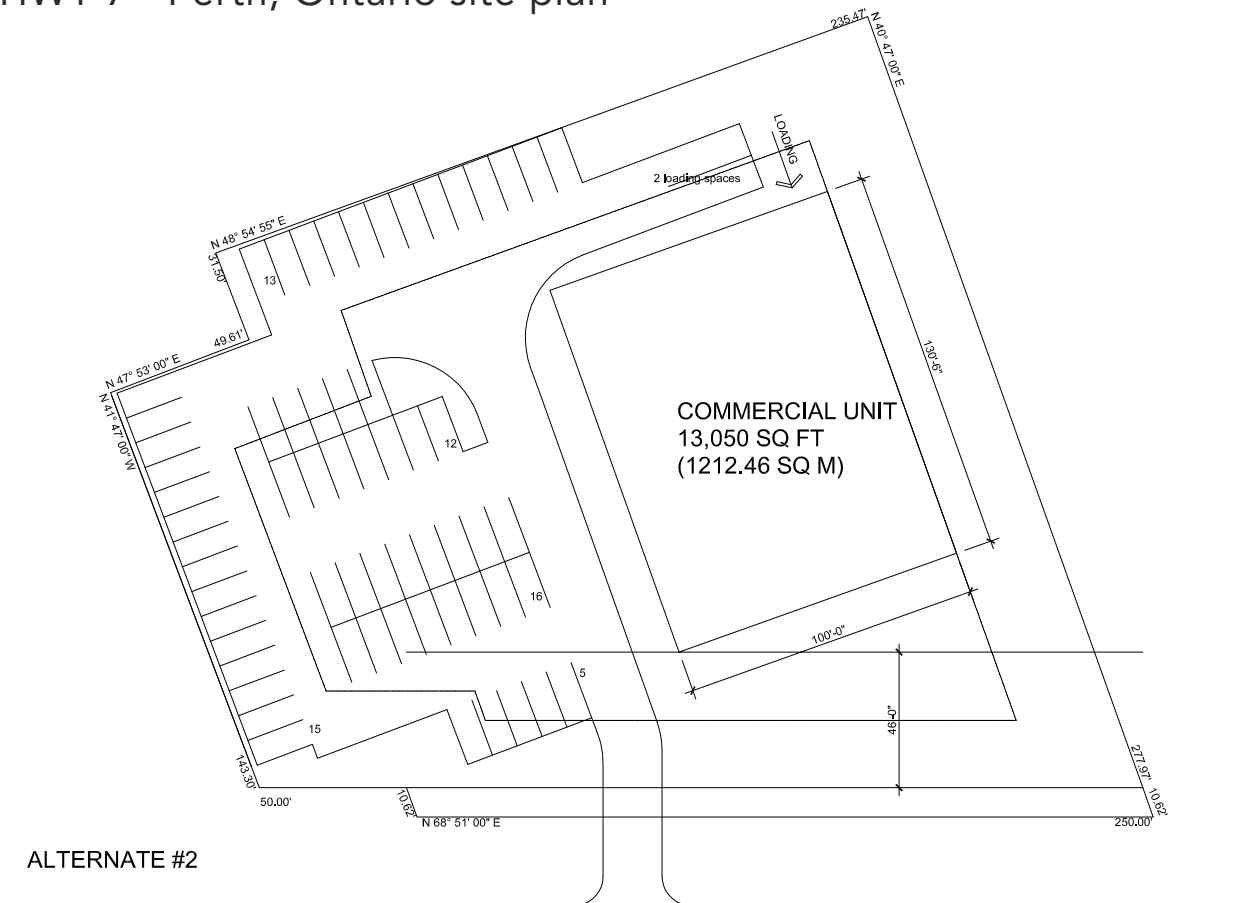 HWY 7 - Perth, Ontario site plan
235.47'
N 40° 47' 00" E
LOADING
2 loading spaces
N 48° 54' 55" E
31.50'
13
49.61'
N 47° 53' 00" E
N 41° 47' 00" W
130'-6"
COMMERCIAL UNIT
13,050 SQ FT
(1212.46 SQ M)
12
16
100'-0"
5
46'-0"
15
143.30'
277.97'
10.62'
50.00'
10.62'
N 68° 51' 00" E
250.00'
ALTERNATE #2